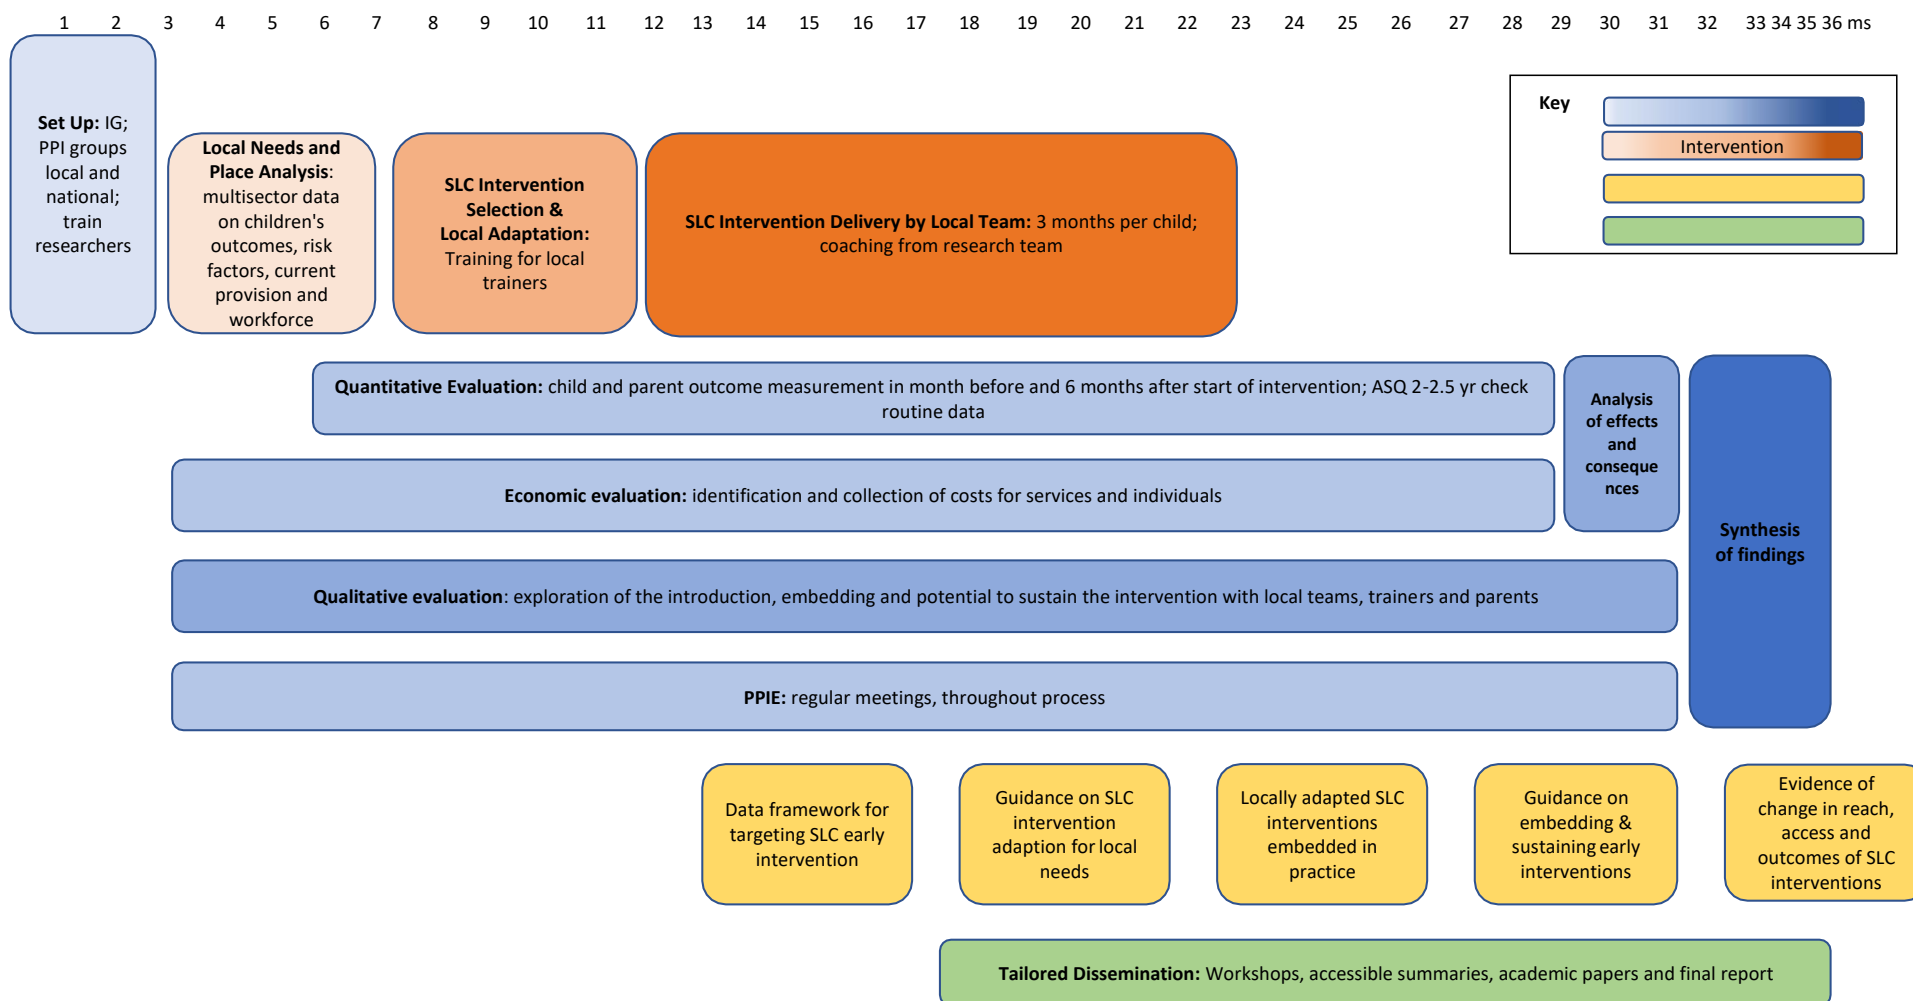 1 2 3 4 5 6 7 8 9 10 11 12 13 14 15 16 17 18 19 20 21 22 23 24 25 26 27 28 29 30 31 32 33 34 35 36 ms
Key
Intervention
Set Up: IG;
PPI groups
local and
national;
train
researchers
Local Needs and
Place Analysis:
multisector data
on children's
outcomes, risk
factors, current
provision and
workforce
SLC Intervention
Selection &
Local Adaptation:
Training for local
trainers
SLC Intervention Delivery by Local Team: 3 months per child;
coaching from research team
Quantitative Evaluation: child and parent outcome measurement in month before and 6 months after start of intervention; ASQ 2-2.5 yr check
routine data
Analysis
of effects
and
conseque
nces
Economic evaluation: identification and collection of costs for services and individuals
Synthesis
of findings
Qualitative evaluation: exploration of the introduction, embedding and potential to sustain the intervention with local teams, trainers and parents
PPIE: regular meetings, throughout process
Data framework for
targeting SLC early
intervention
Guidance on SLC
intervention
adaption for local
needs
Locally adapted SLC
interventions
embedded in
practice
Guidance on
embedding &
sustaining early
interventions
Evidence of
change in reach,
access and
outcomes of SLC
interventions
Tailored Dissemination: Workshops, accessible summaries, academic papers and final report